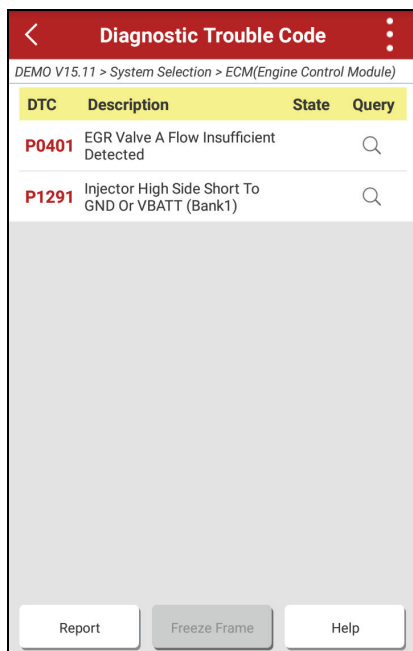 Diagnostic Trouble Code
DEMO V15.11 > System Selection > ECM(Engine Control Module)
DTC Description State Query
P0401 EGR Valve A Flow Insufficient
Detected
P1291 Injector High Side Short To
GND Or VBATT (Bank1)
Report Freeze Frame Help